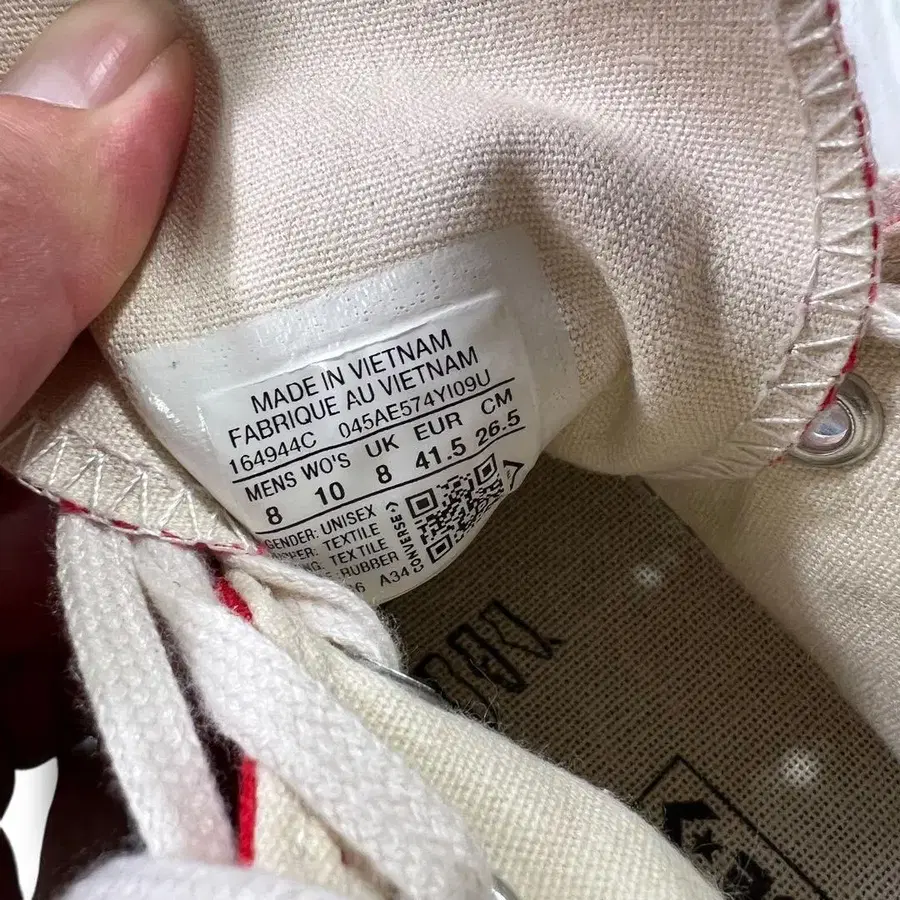 MADE IN VIETNAM
FABRIQUE AU VIETNAM
164944C 045AE574YI09U
MENS WO'S UK EUR CM
8 10 8 41.5 26.5
GENDER: UNISEX
TEXTILE
TEXTILE
RUBBER
A34
CONVERSE